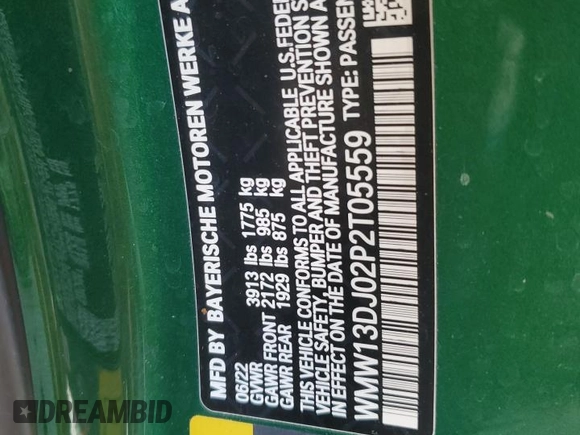 MFD BY BAYERISCHE MOTOREN WERKE A
06/22
GVWR 3913 lbs 1775 kg
GAWR FRONT 2172 lbs 985 kg
GAWR REAR 1929 lbs 875 kg
THIS VEHICLE CONFORMS TO ALL APPLICABLE U.S.FEDE
VEHICLE SAFETY, BUMPER AND THEFT PREVENTION S
EFFECT ON THE DATE OF MANUFACTURE SHOWN A
WMW13DJ02P2T05559 TYPE: PASSEN
DREAMBID